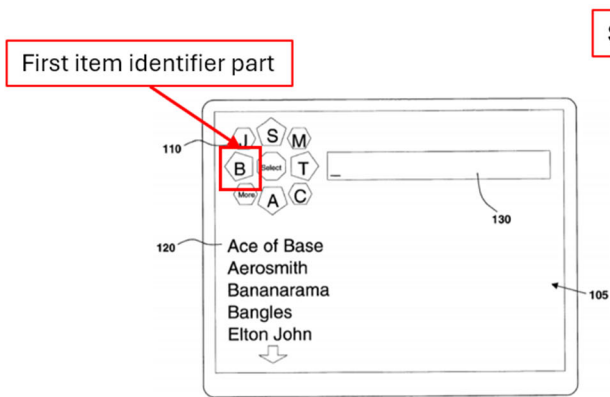 S
First item identifier part
J S M
110
B Select T
_
More A C
130
120
Ace of Base
Aerosmith
105
Bananarama
Bangles
Elton John